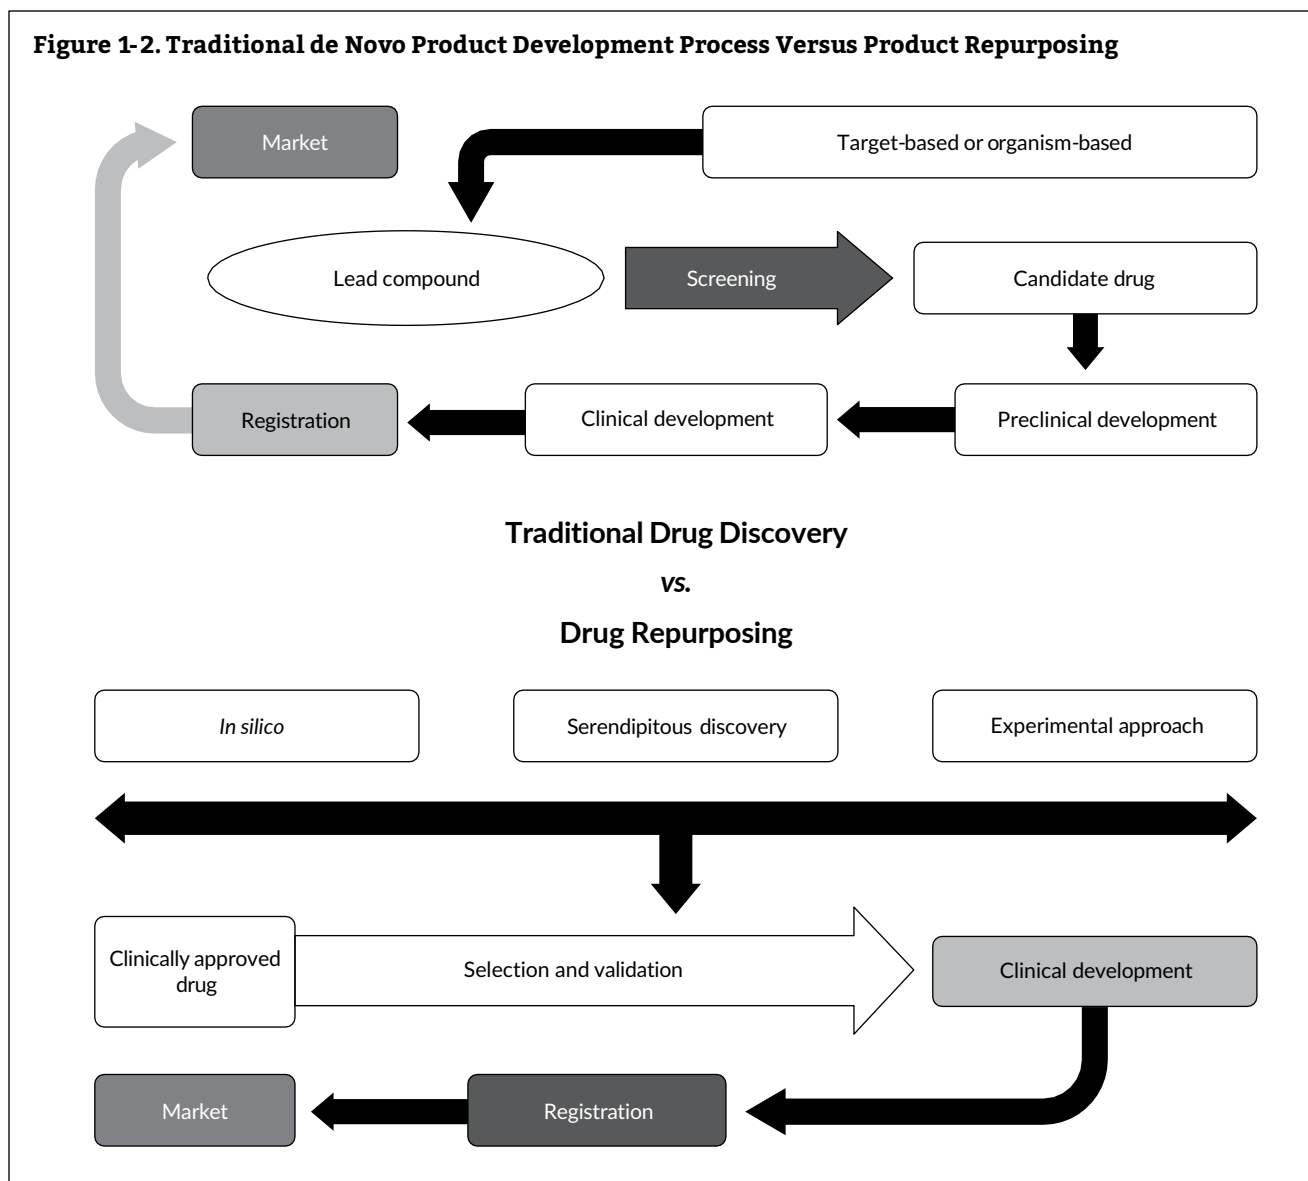 Figure 1-2. Traditional de Novo Product Development Process Versus Product Repurposing
Market
Target-based or organism-based
Lead compound
Screening
Candidate drug
Registration
Clinical development
Preclinical development
Traditional Drug Discovery
vs.
Drug Repurposing
In silico
Serendipitous discovery
Experimental approach
Clinically approved
drug
Selection and validation
Clinical development
Market
Registration